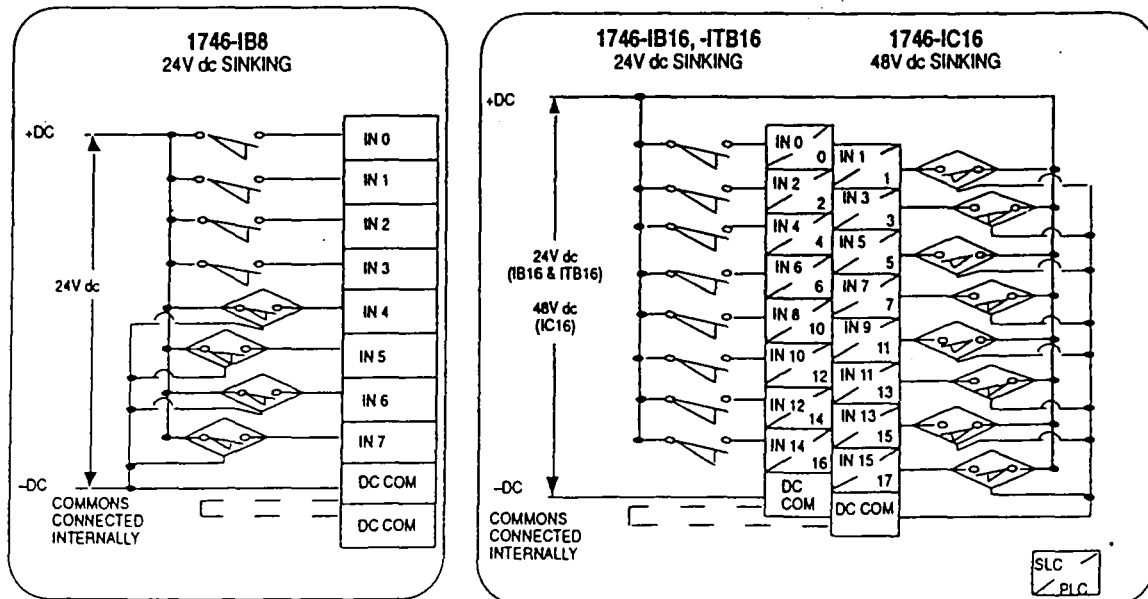 1746-IB8
24V dc SINKING
+DC
24V dc
–DC
COMMONS
CONNECTED
INTERNALLY
IN 0
IN 1
IN 2
IN 3
IN 4
IN 5
IN 6
IN 7
DC COM
DC COM
1746-IB16, -ITB16
24V dc SINKING
1746-IC16
48V dc SINKING
+DC
24V dc
(IB16 & ITB16)
48V dc
(IC16)
–DC
COMMONS
CONNECTED
INTERNALLY
IN 0
0
IN 2
2
IN 4
4
IN 6
6
IN 8
10
IN 10
12
IN 12
14
IN 14
16
DC
COM
IN 1
1
IN 3
3
IN 5
5
IN 7
7
IN 9
11
IN 11
13
IN 13
15
IN 15
17
DC COM
SLC
PLC